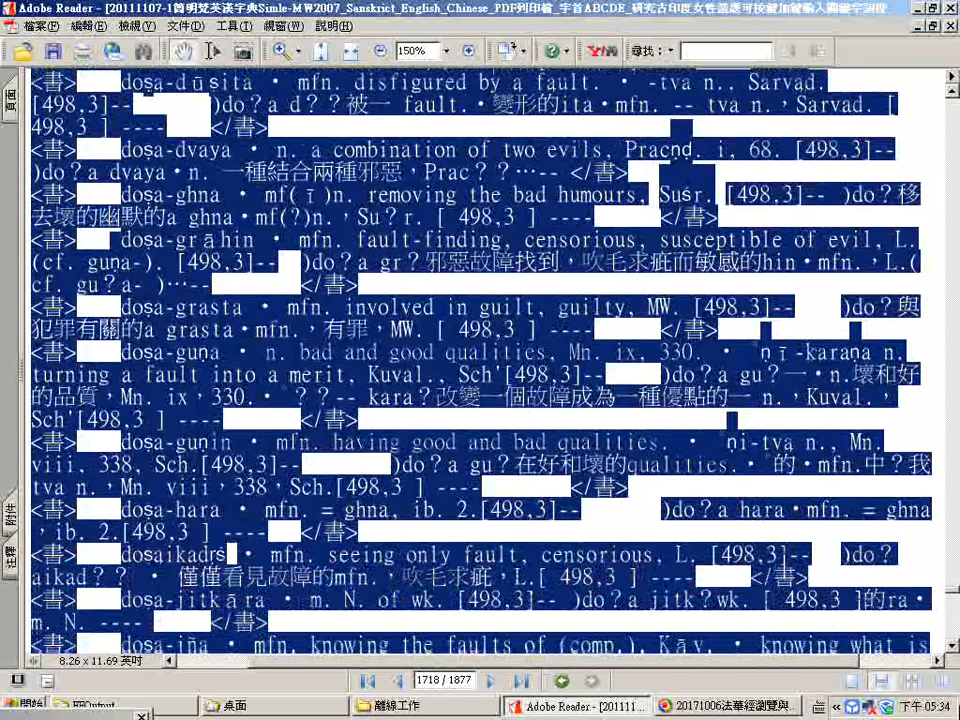 Adobe Reader - [20111107-1簡明梵英漢字典Simle-MW2007_Sanskrict_English_Chinese_PDF列印檔_字首ABCDE_研究古印度女性議題可按鍵加鍵輸入關鍵字詞搜
檔案(F) 編輯(E) 檢視(V) 文件(D) 工具(T) 視窗(W) 說明(H)
150% 尋找：
頁面
<書> doṣa-dūṣita • mfn. disfigured by a fault. • -tva n., Sarvad.
[498,3]-- )do?a d??被一 fault.•變形的ita•mfn. -- tva n.，Sarvad. [
498,3 ] ---- </書>
<書> doṣa-dvaya • n. a combination of two evils, Pracaṇḍ. i, 68. [498,3]--
)do?a dvaya•n. 一種結合兩種邪惡，Prac??…-- </書>
<書> doṣa-ghna • mf(ī)n. removing the bad humours, Suśr. [498,3]-- )do?移
去壞的幽默的a ghna•mf(?)n.，Su?r. [ 498,3 ] ---- </書>
<書> doṣa-grāhin • mfn. fault-finding, censorious, susceptible of evil, L.
(cf. guṇa-). [498,3]-- )do?a gr?邪惡故障找到，吹毛求疵而敏感的hin•mfn.，L.(
cf. gu?a- )…-- </書>
<書> doṣa-grasta • mfn. involved in guilt, guilty, MW. [498,3]-- )do?與
犯罪有關的a grasta•mfn.，有罪，MW. [ 498,3 ] ---- </書>
<書> doṣa-guṇa • n. bad and good qualities, Mn. ix, 330. • ṇī-karaṇa n.
turning a fault into a merit, Kuval., Sch'[498,3]-- )do?a gu?一•n.壞和好
的品質，Mn. ix，330.• ??-- kara?改變一個故障成為一種優點的一 n.，Kuval.，
Sch'[498,3 ] ---- </書>
<書> doṣa-guṇin • mfn. having good and bad qualities. • ṇi-tva n., Mn.
viii, 338, Sch.[498,3]-- )do?a gu?在好和壞的qualities.• 的•mfn.中?我
tva n.，Mn. viii，338，Sch.[498,3 ] ---- </書>
<書> doṣa-hara • mfn. = ghna, ib. 2.[498,3]-- )do?a hara•mfn. = ghna
，ib. 2.[498,3 ] ---- </書>
<書> doṣaikadṛś • mfn. seeing only fault, censorious, L. [498,3]-- )do?
aikad?? • 僅僅看見故障的mfn.，吹毛求疵，L.[ 498,3 ] ---- </書>
<書> doṣa-jitkāra • m. N. of wk. [498,3]-- )do?a jitk?wk. [ 498,3 ]的ra•
m. N. ---- </書>
<書> doṣa-jña • mfn. knowing the faults of (comp.), Kāv. • knowing what is
附件
注釋
8.26 x 11.69 英吋
1718 / 1877
開始 FFOutput 桌面 離線工作 Adobe Reader - [201111... 20171006法華經瀏覽與... 下午 05:34